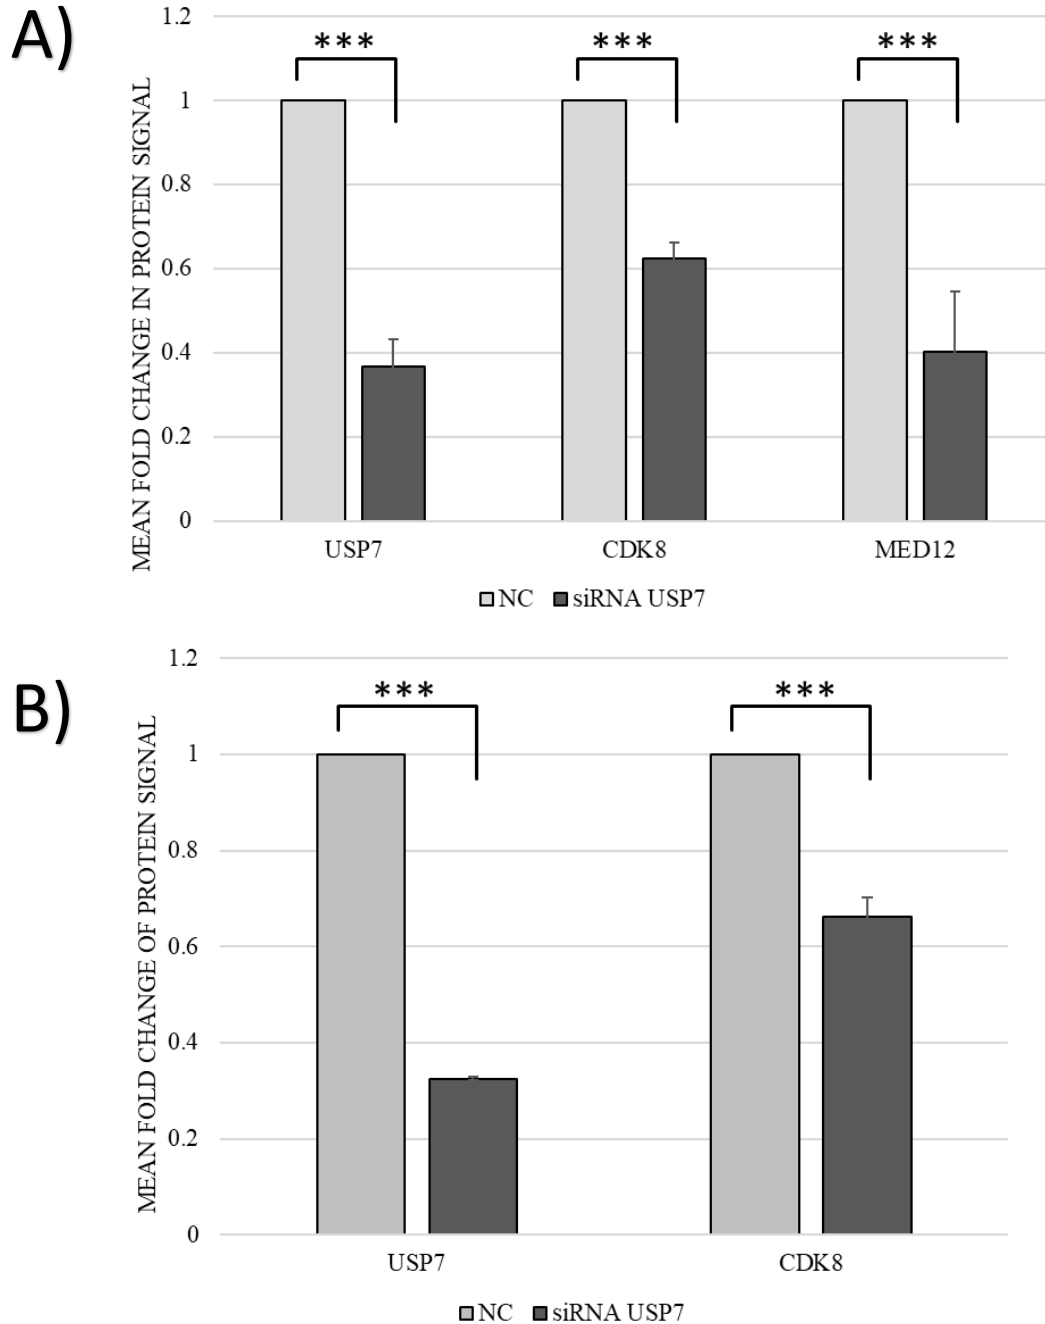 A)
MEAN FOLD CHANGE IN PROTEIN SIGNAL
1.2
1
0.8
0.6
0.4
0.2
0
*** *** ***
USP7 CDK8 MED12
NC siRNA USP7
B)
MEAN FOLD CHANGE OF PROTEIN SIGNAL
1.2
1
0.8
0.6
0.4
0.2
0
*** ***
USP7 CDK8
NC siRNA USP7